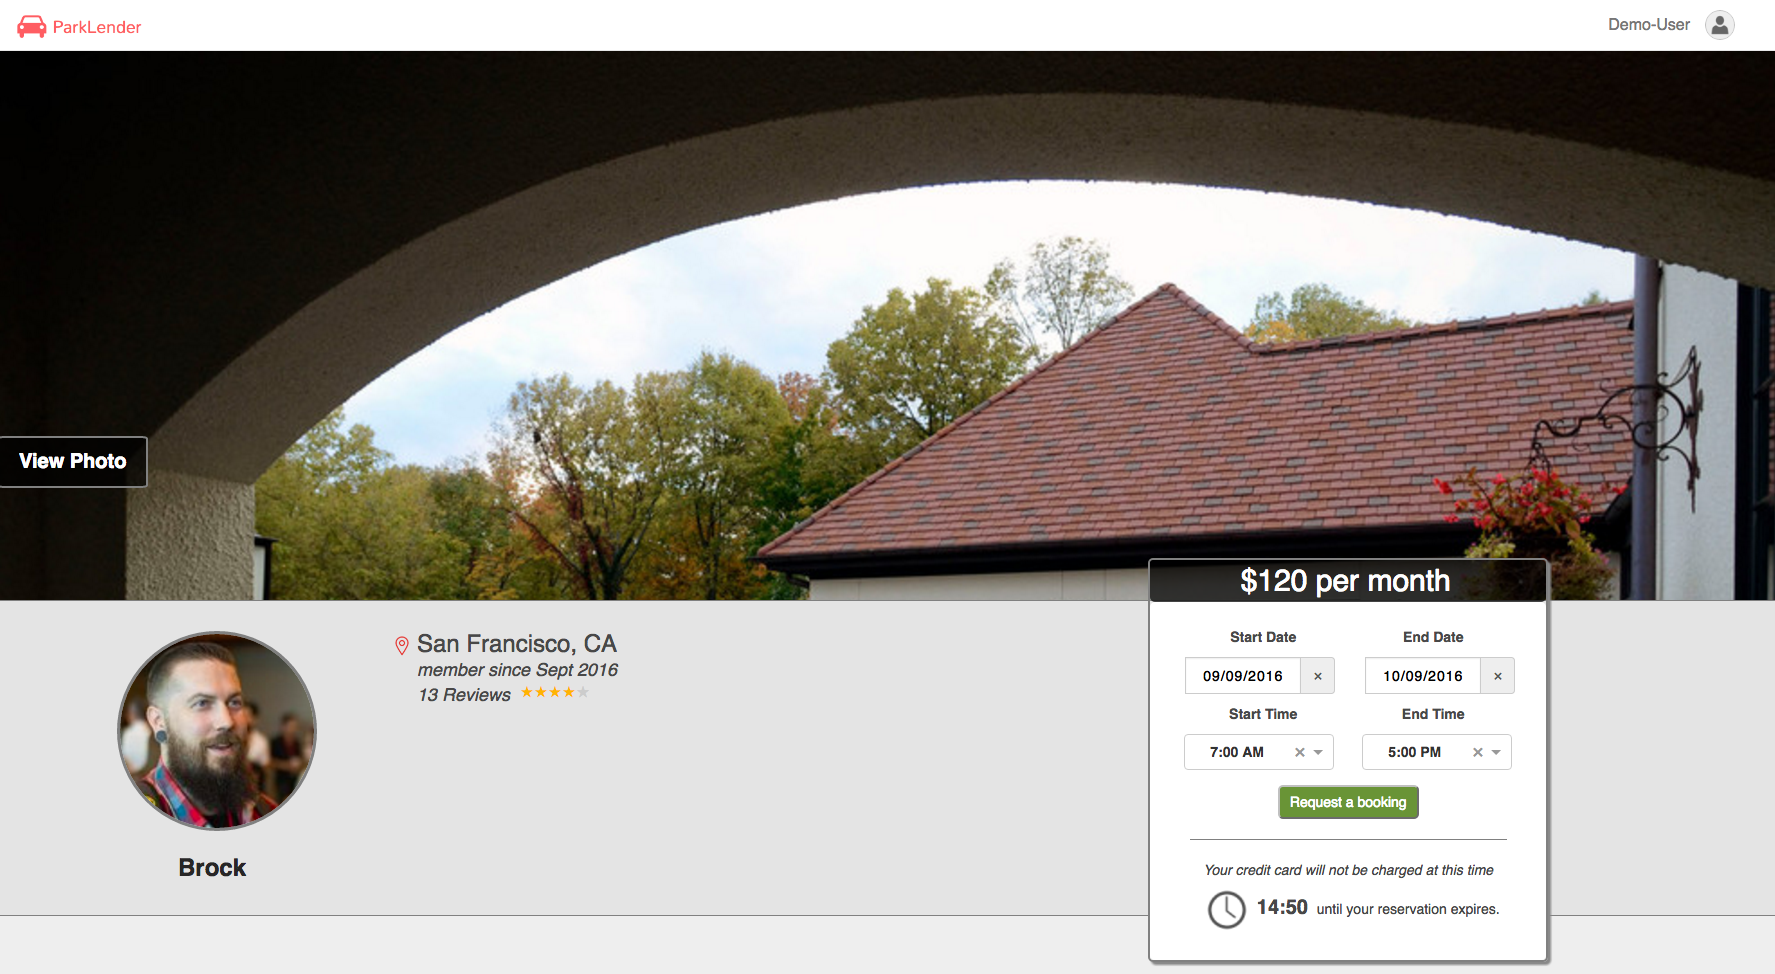 ParkLender
Demo-User
View Photo
$120 per month
San Francisco, CA
member since Sept 2016
13 Reviews
Brock
Start Date End Date
09/09/2016 × 10/09/2016 ×
Start Time End Time
7:00 AM × 5:00 PM ×
Request a booking
Your credit card will not be charged at this time
14:50 until your reservation expires.